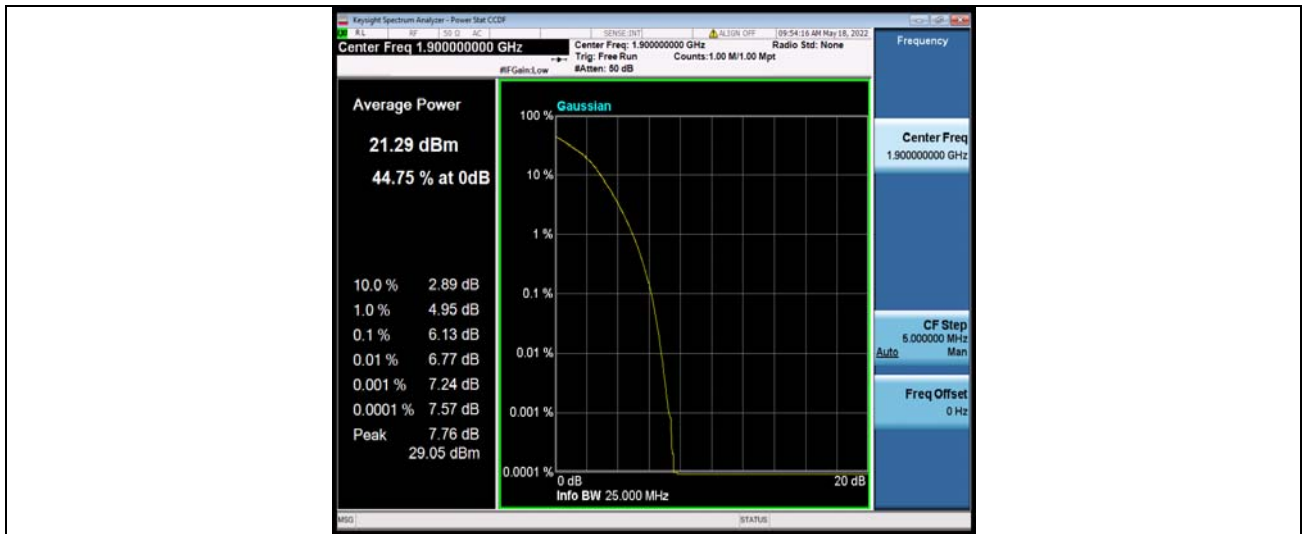 Keysight Spectrum Analyzer - Power Stat CCDF
RL RF 50 Ω AC SENSE:INT ALIGN OFF 09:54:16 AM May 18, 2022
Center Freq 1.900000000 GHz
Center Freq: 1.900000000 GHz Radio Std: None
Trig: Free Run Counts:1.00 M/1.00 Mpt
#IFGain:Low #Atten: 50 dB
Frequency
Average Power
21.29 dBm
44.75 % at 0dB
10.0 % 2.89 dB
1.0 % 4.95 dB
0.1 % 6.13 dB
0.01 % 6.77 dB
0.001 % 7.24 dB
0.0001 % 7.57 dB
Peak 7.76 dB
29.05 dBm
Gaussian
100 %
10 %
1 %
0.1 %
0.01 %
0.001 %
0.0001 %
0 dB 20 dB
Info BW 25.000 MHz
Center Freq
1.900000000 GHz
CF Step
5.000000 MHz
Auto Man
Freq Offset
0 Hz
MSG STATUS